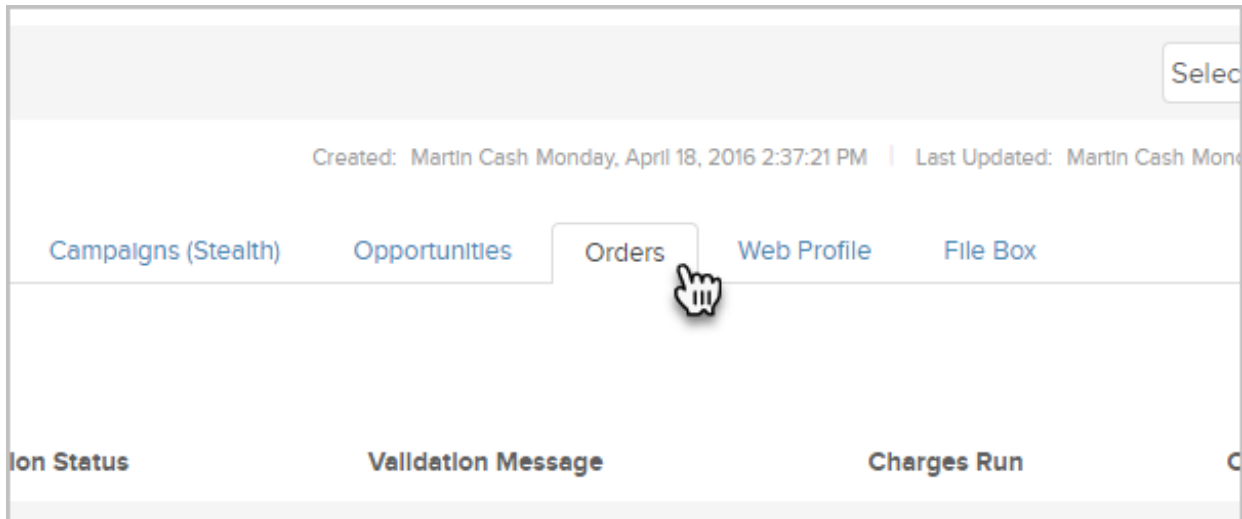 Selec
Created: Martin Cash Monday, April 18, 2016 2:37:21 PM | Last Updated: Martin Cash Mon
Campaigns (Stealth) Opportunities Orders Web Profile File Box
ion Status Validation Message Charges Run C